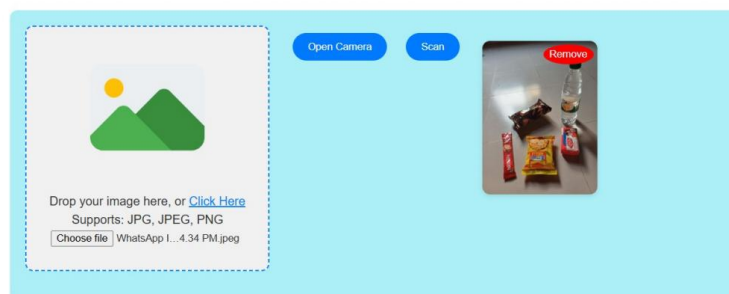 Open Camera
Scan
Remove
Drop your image here, or Click Here
Supports: JPG, JPEG, PNG
Choose file WhatsApp I...4.34 PM.jpeg